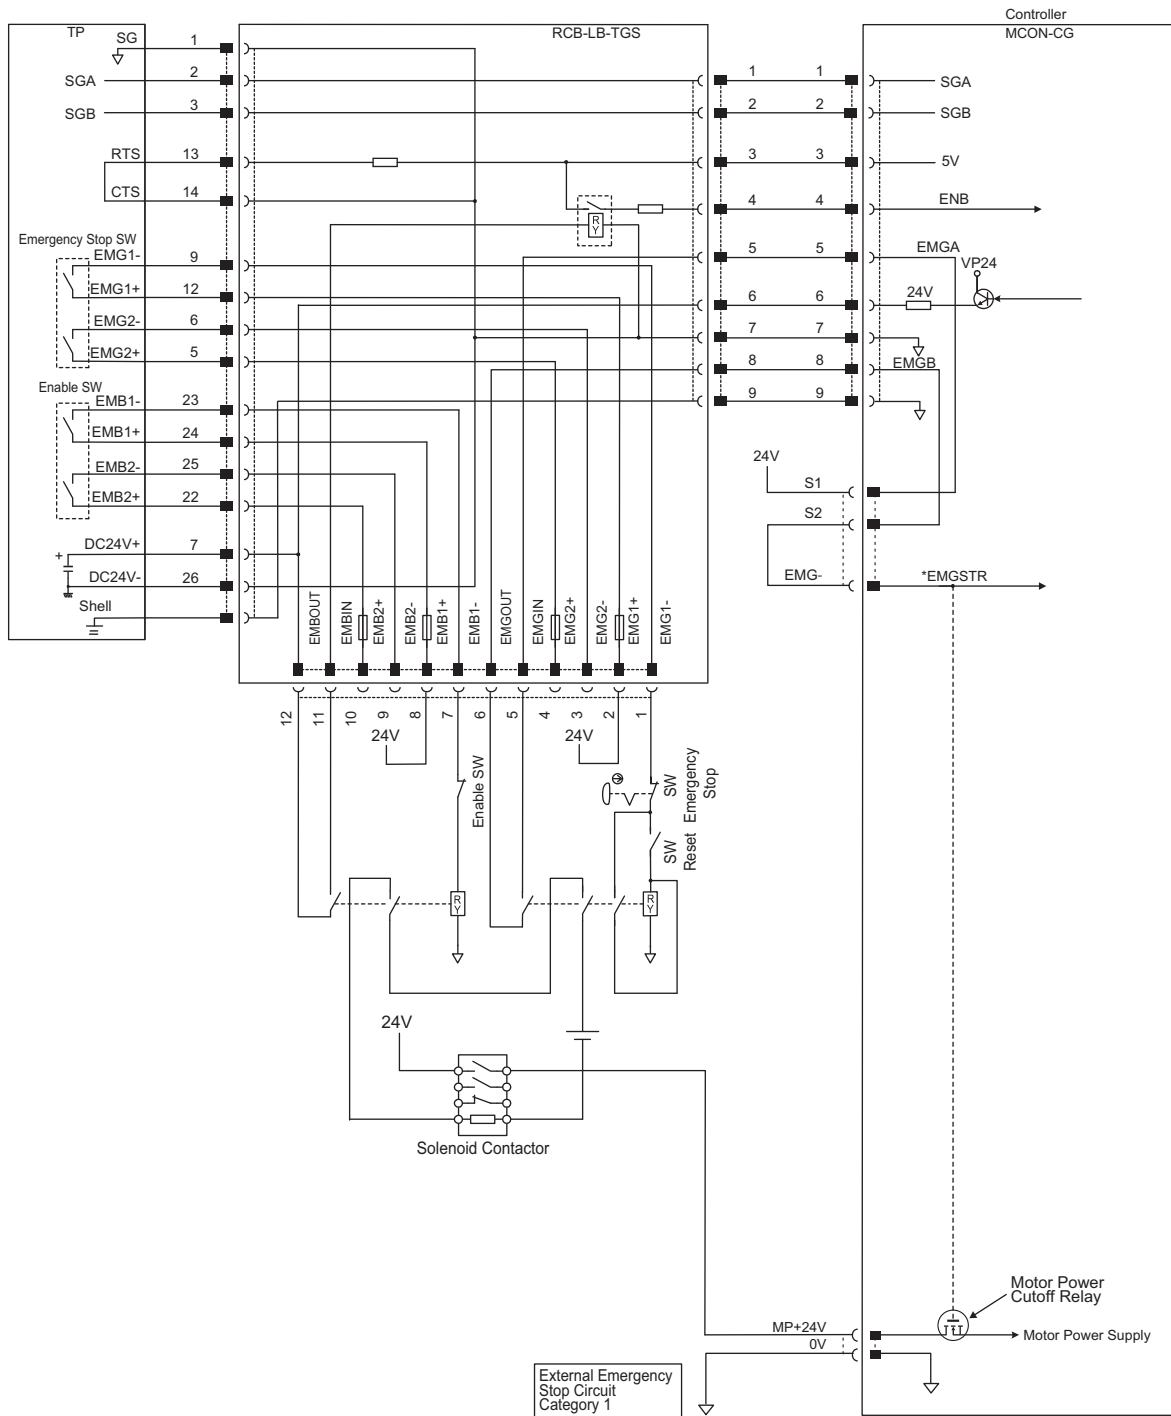 Controller
TP
RCB-LB-TGS
MCON-CG
SG 1
SGA 2 1 1 SGA
SGB 3 2 2 SGB
RTS 13 3 3 5V
CTS 14 4 4 ENB
RY
Emergency Stop SW
EMG1- 9 5 5 EMGA
VP24
EMG1+ 12 6 6 24V
EMG2- 6 7 7
EMG2+ 5 8 8 EMGB
Enable SW
EMB1- 23 9 9
EMB1+ 24
EMB2- 25
24V
S1
EMB2+ 22
S2
DC24V+ 7
+
DC24V- 26
EMG- *EMGSTR
Shell
EMBOUT
EMBIN
EMB2+
EMB2-
EMB1+
EMB1-
EMGOUT
EMGIN
EMG2+
EMG2-
EMG1+
EMG1-
12 11 10 9 8 7 6 5 4 3 2 1
24V
24V
Enable SW
Emergency Stop
SW
Reset
SW
RY
RY
24V
Solenoid Contactor
Motor Power
Cutoff Relay
MP+24V
Motor Power Supply
0V
External Emergency
Stop Circuit
Category 1